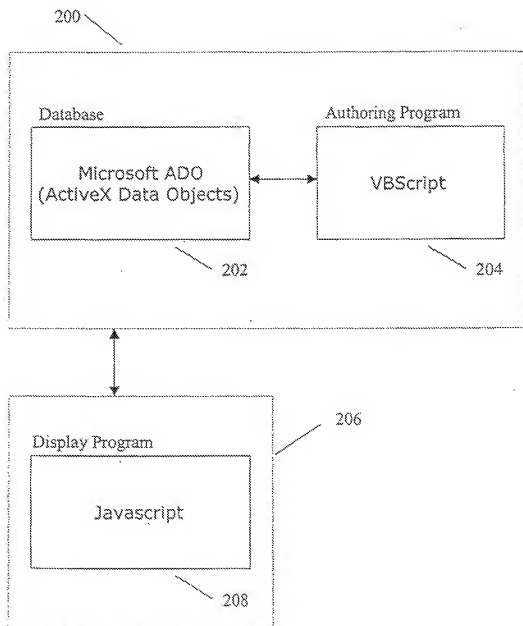 200
Database
Authoring Program
Microsoft ADO
(ActiveX Data Objects)
VBScript
202
204
206
Display Program
Javascript
208